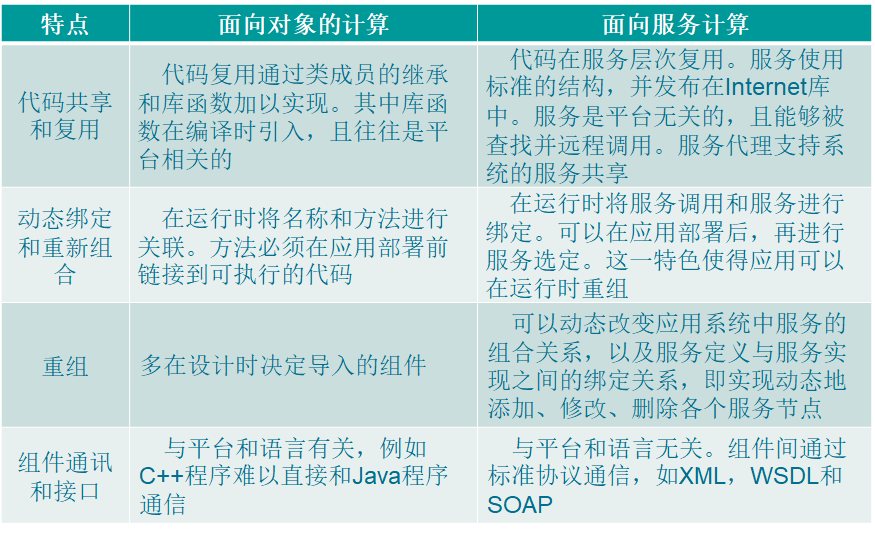 特点
面向对象的计算
面向服务计算
代码共享
和复用
代码复用通过类成员的继承
和库函数加以实现。其中库函
数在编译时引入，且往往是平
台相关的
代码在服务层次复用。服务使用
标准的结构，并发布在Internet库
中。服务是平台无关的，且能够被
查找并远程调用。服务代理支持系
统的服务共享
动态绑定
和重新组
合
在运行时将名称和方法进行
关联。方法必须在应用部署前
链接到可执行的代码
在运行时将服务调用和服务进行
绑定。可以在应用部署后，再进行
服务选定。这一特色使得应用可以
在运行时重组
重组
多在设计时决定导入的组件
可以动态改变应用系统中服务的
组合关系，以及服务定义与服务实
现之间的绑定关系，即实现动态地
添加、修改、删除各个服务节点
组件通讯
和接口
与平台和语言有关，例如
C++程序难以直接和Java程序
通信
与平台和语言无关。组件间通过
标准协议通信，如XML，WSDL和
SOAP